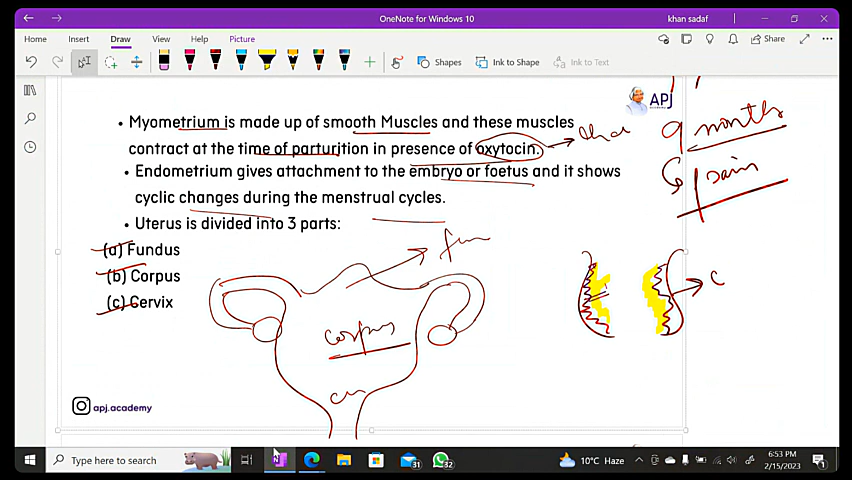 OneNote for Windows 10
khan sadaf
Home Insert Draw View Help Picture Share
Shapes Ink to Shape Ink to Text
APJ
• Myometrium is made up of smooth Muscles and these muscles
contract at the time of parturition in presence of oxytocin.
9 months
pain
• Endometrium gives attachment to the embryo or foetus and it shows
cyclic changes during the menstrual cycles.
• Uterus is divided into 3 parts:
(a) Fundus
(b) Corpus
(c) Cervix
fun
corpus
C
apj.academy
Type here to search
31
32
10°C Haze
6:53 PM
2/15/2023
1